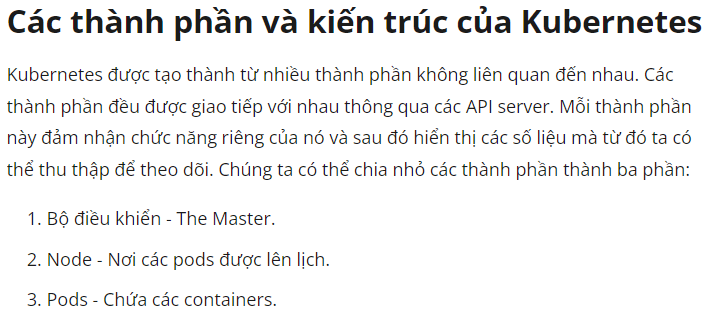 Các thành phần và kiến trúc của Kubernetes
Kubernetes được tạo thành từ nhiều thành phần không liên quan đến nhau. Các
thành phần đều được giao tiếp với nhau thông qua các API server. Mỗi thành phần
này đảm nhận chức năng riêng của nó và sau đó hiển thị các số liệu mà từ đó ta có
thể thu thập để theo dõi. Chúng ta có thể chia nhỏ các thành phần thành ba phần:
1. Bộ điều khiển - The Master.
2. Node - Nơi các pods được lên lịch.
3. Pods - Chứa các containers.